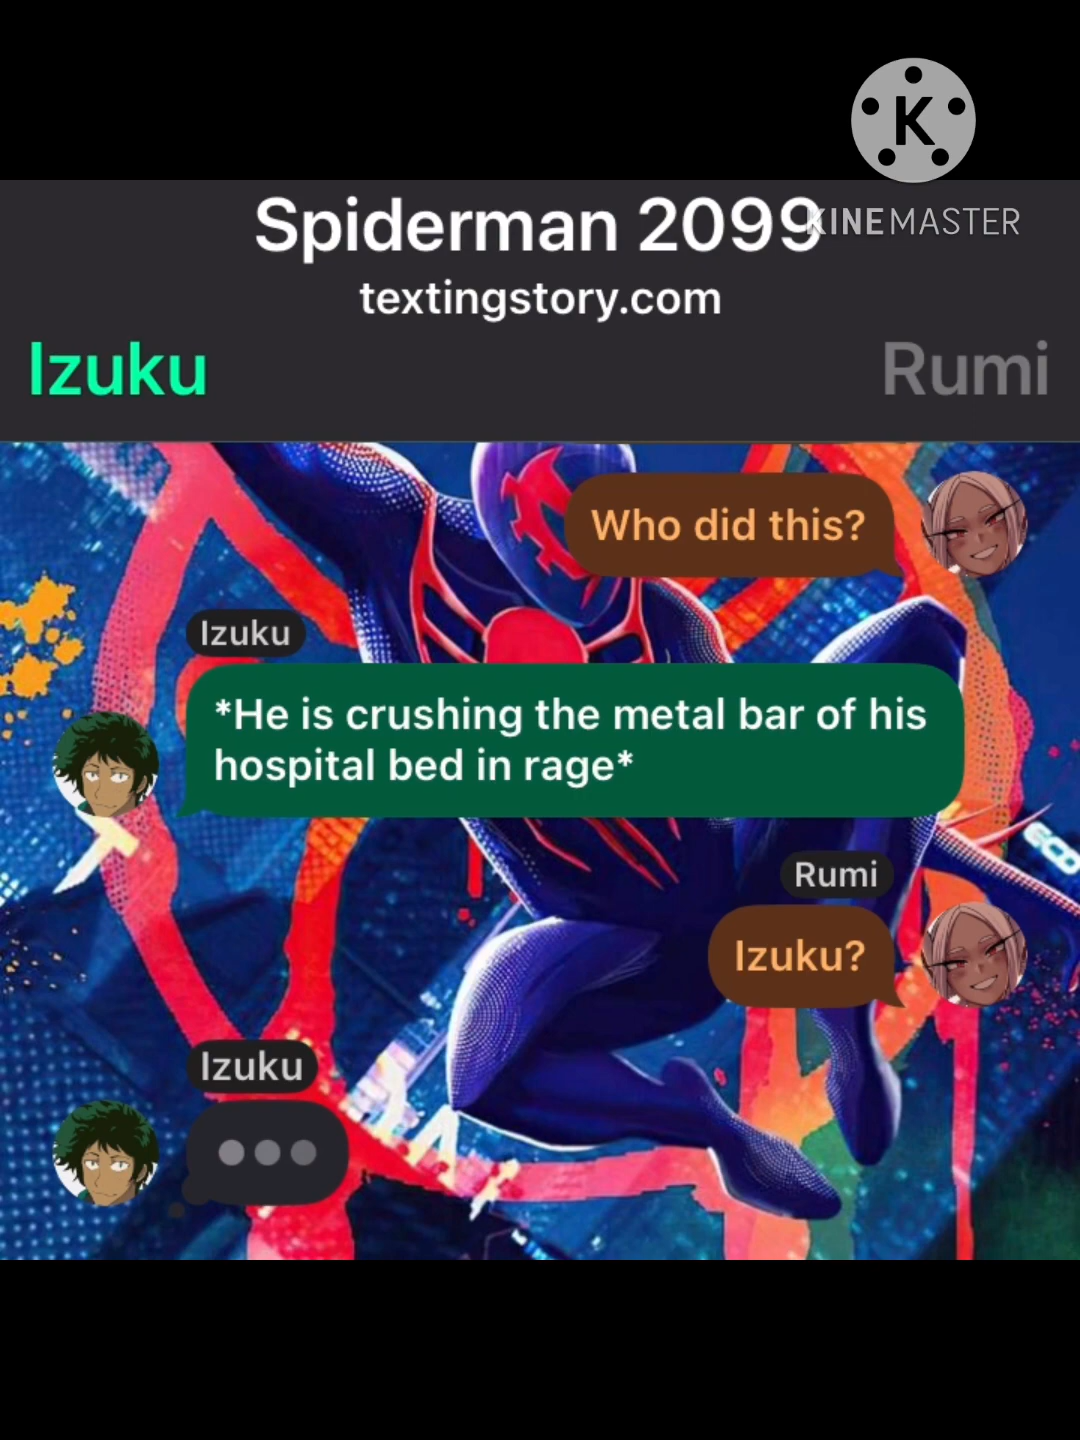 K
KINEMASTER
Spiderman 2099
textingstory.com
Izuku
Rumi
Who did this?
Izuku
*He is crushing the metal bar of his
hospital bed in rage*
Rumi
Izuku?
Izuku